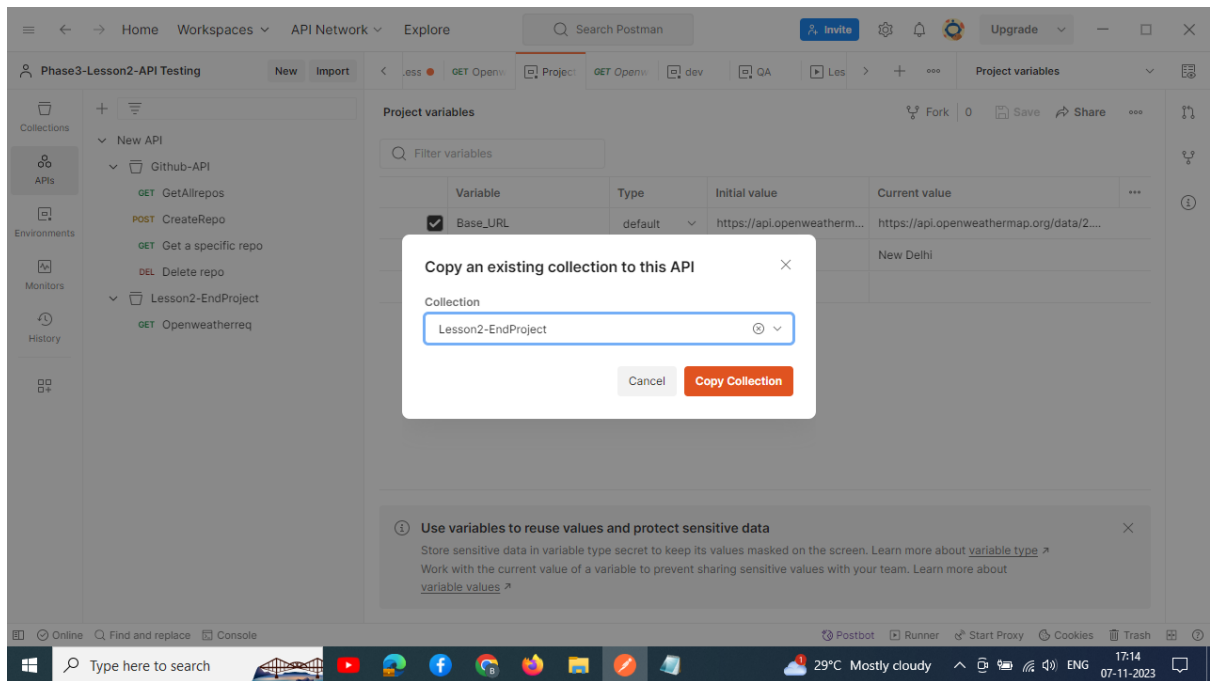 Home Workspaces API Network Explore Search Postman Invite Upgrade
Phase3-Lesson2-API Testing New Import .ess GET Openw Project GET Openw dev QA Les Project variables
Collections
APIs
Environments
Monitors
History
New API
Github-API
GET GetAllrepos
POST CreateRepo
GET Get a specific repo
DEL Delete repo
Lesson2-EndProject
GET Openweatherreq
Project variables Fork 0 Save Share
Filter variables
Variable Type Initial value Current value
Base_URL default https://api.openweatherm... https://api.openweathermap.org/data/2....
New Delhi
Copy an existing collection to this API
Collection
Lesson2-EndProject
Cancel Copy Collection
Use variables to reuse values and protect sensitive data
Store sensitive data in variable type secret to keep its values masked on the screen. Learn more about variable type
Work with the current value of a variable to prevent sharing sensitive values with your team. Learn more about
variable values
Online Find and replace Console Postbot Runner Start Proxy Cookies Trash
Type here to search 29°C Mostly cloudy ENG 17:14
07-11-2023